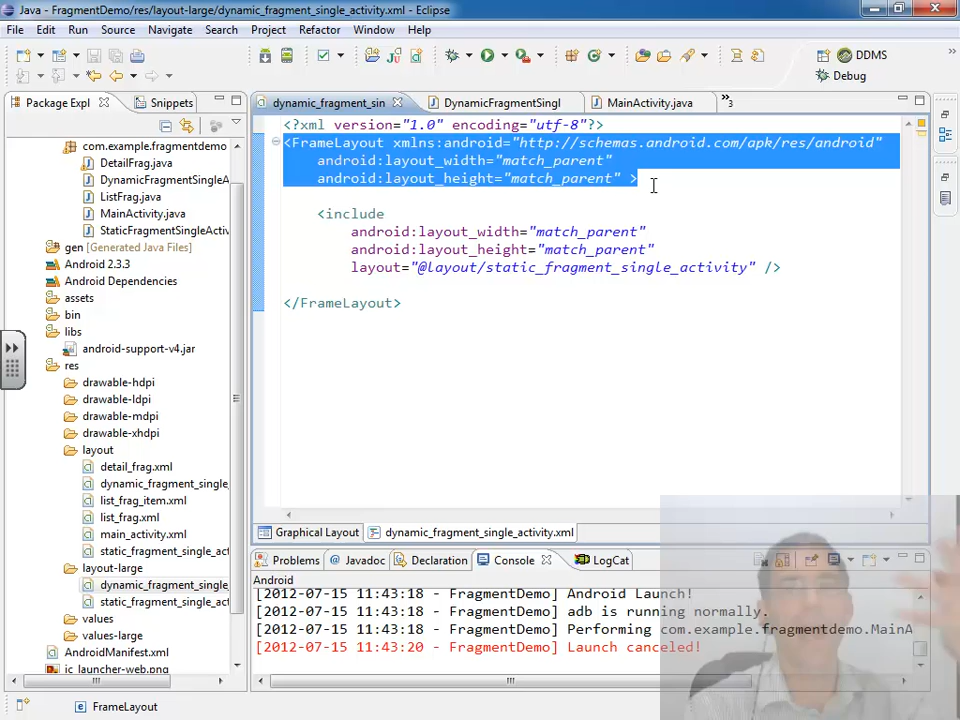 Java - FragmentDemo/res/layout-large/dynamic_fragment_single_activity.xml - Eclipse
File Edit Run Source Navigate Search Project Refactor Window Help
DDMS
Debug
Package Expl
Snippets
com.example.fragmentdemo
DetailFrag.java
DynamicFragmentSingleA
ListFrag.java
MainActivity.java
StaticFragmentSingleActiv
gen [Generated Java Files]
Android 2.3.3
Android Dependencies
assets
bin
libs
android-support-v4.jar
res
drawable-hdpi
drawable-ldpi
drawable-mdpi
drawable-xhdpi
layout
detail_frag.xml
dynamic_fragment_single_
list_frag_item.xml
list_frag.xml
main_activity.xml
static_fragment_single_act
layout-large
dynamic_fragment_single_
static_fragment_single_act
values
values-large
AndroidManifest.xml
ic_launcher-web.png
dynamic_fragment_sin
DynamicFragmentSingl
MainActivity.java
»3
<?xml version="1.0" encoding="utf-8"?>
<FrameLayout xmlns:android="http://schemas.android.com/apk/res/android"
android:layout_width="match_parent"
android:layout_height="match_parent" >
<include
android:layout_width="match_parent"
android:layout_height="match_parent"
layout="@layout/static_fragment_single_activity" />
</FrameLayout>
Graphical Layout
dynamic_fragment_single_activity.xml
Problems
Javadoc
Declaration
Console
LogCat
Android
[2012-07-15 11:43:18 - FragmentDemo] Android Launch!
[2012-07-15 11:43:18 - FragmentDemo] adb is running normally.
[2012-07-15 11:43:18 - FragmentDemo] Performing com.example.fragmentdemo.MainA
[2012-07-15 11:43:20 - FragmentDemo] Launch canceled!
FrameLayout